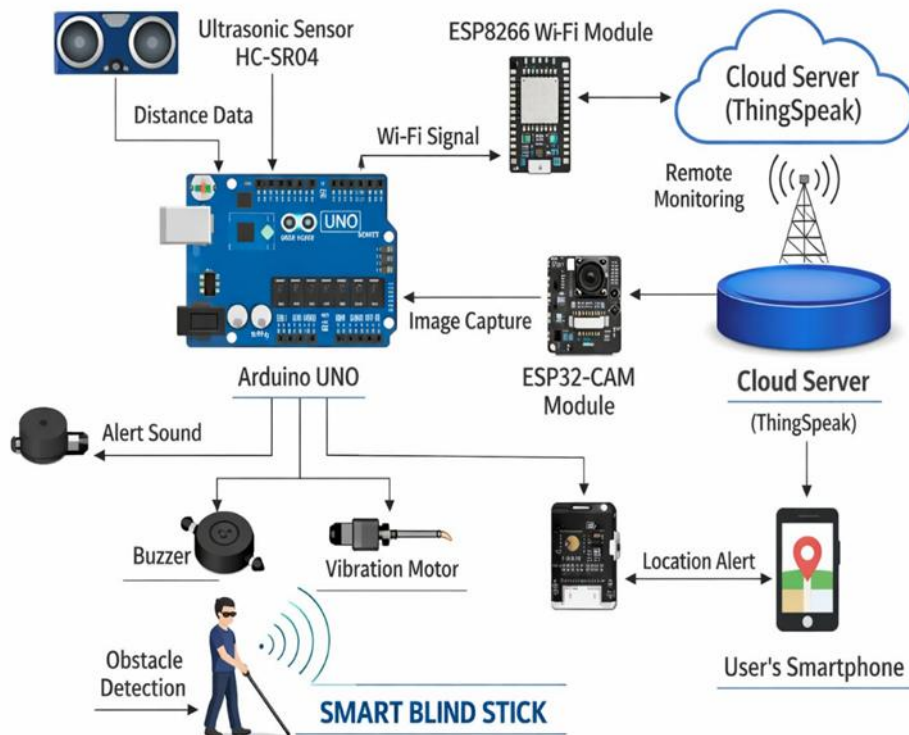 Ultrasonic Sensor
HC-SR04
ESP8266 Wi-Fi Module
Cloud Server
(ThingSpeak)
Distance Data
Wi-Fi Signal
Remote
Monitoring
UNO
Image Capture
ESP32-CAM
Module
Arduino UNO
Cloud Server
(ThingSpeak)
Alert Sound
Buzzer
Vibration Motor
Location Alert
Obstacle
Detection
User's Smartphone
SMART BLIND STICK